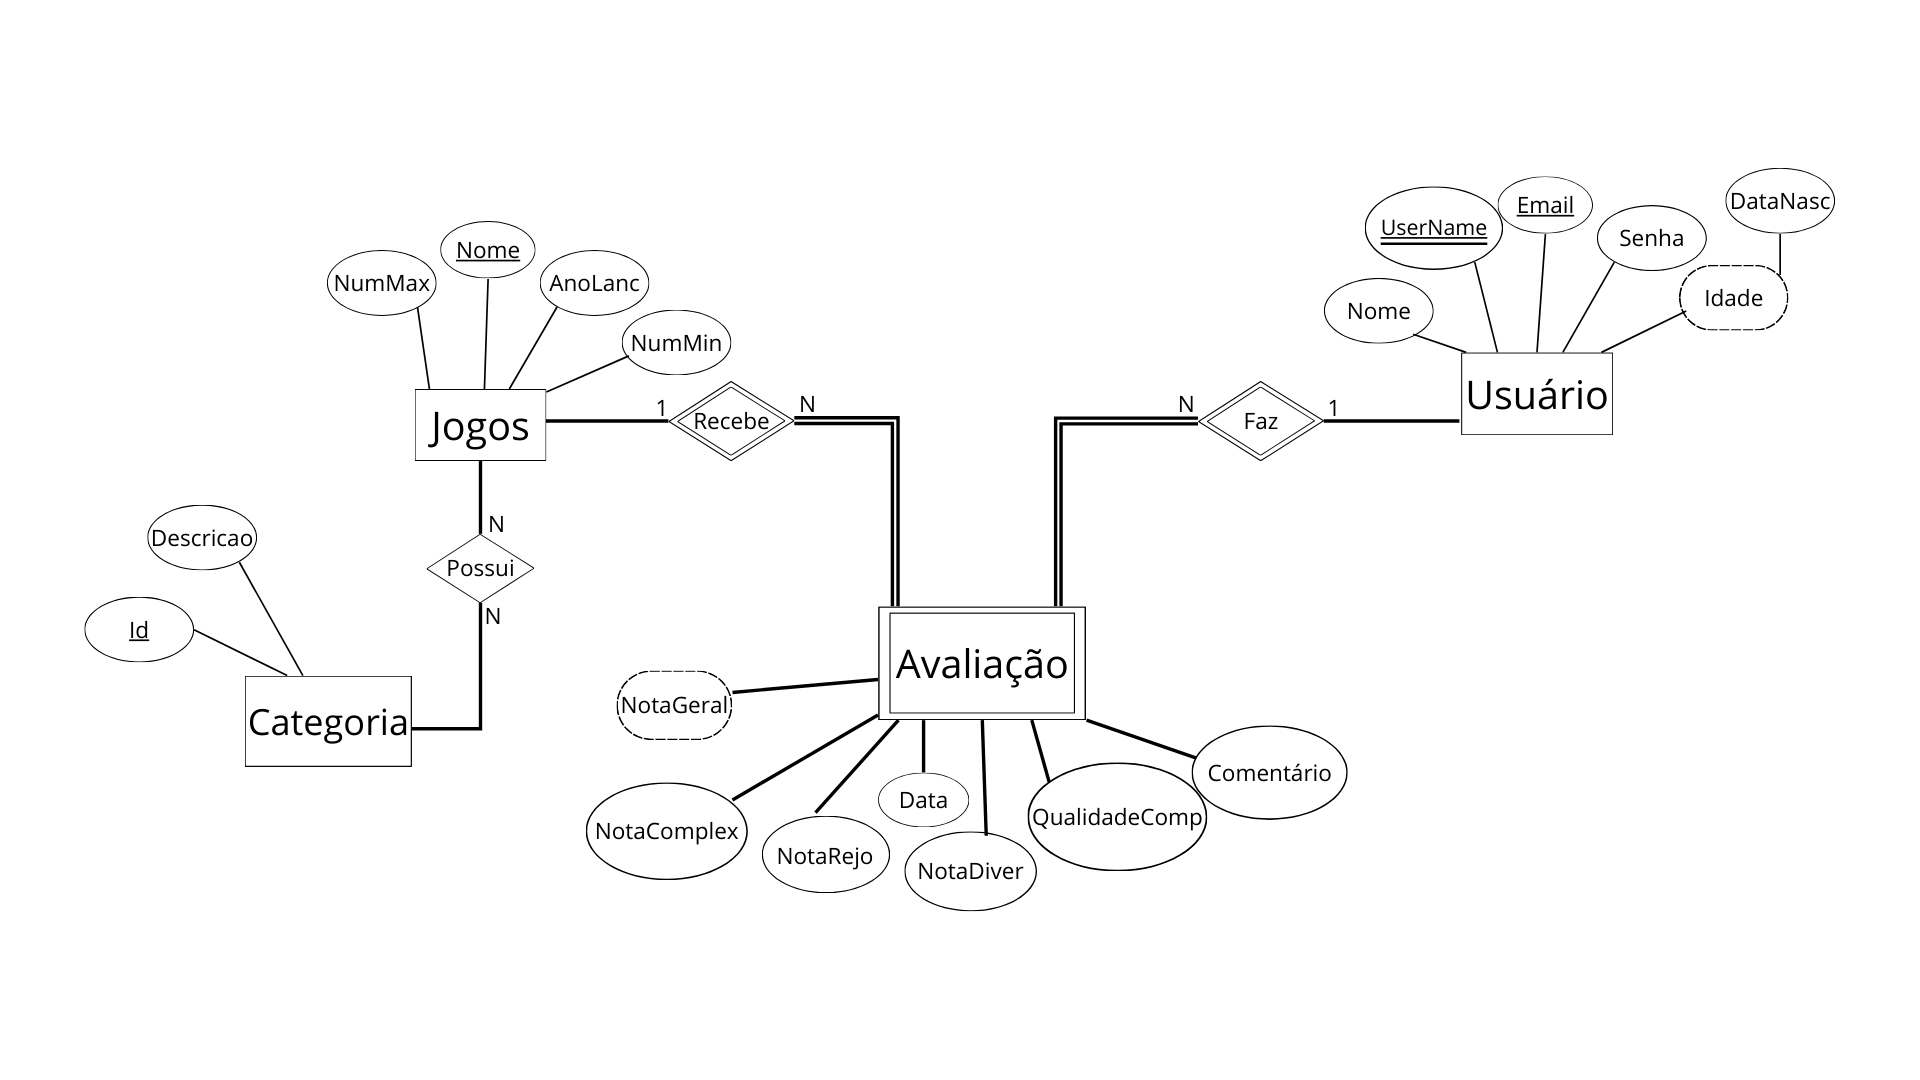 DataNasc
Email
UserName
Senha
Nome
Idade
Nome
NumMax
AnoLanc
NumMin
Usuário
Jogos
1
Recebe
N
N
Faz
1
N
Possui
N
Descricao
Id
Categoria
Avaliação
NotaGeral
Comentário
Data
QualidadeComp
NotaComplex
NotaRejo
NotaDiver